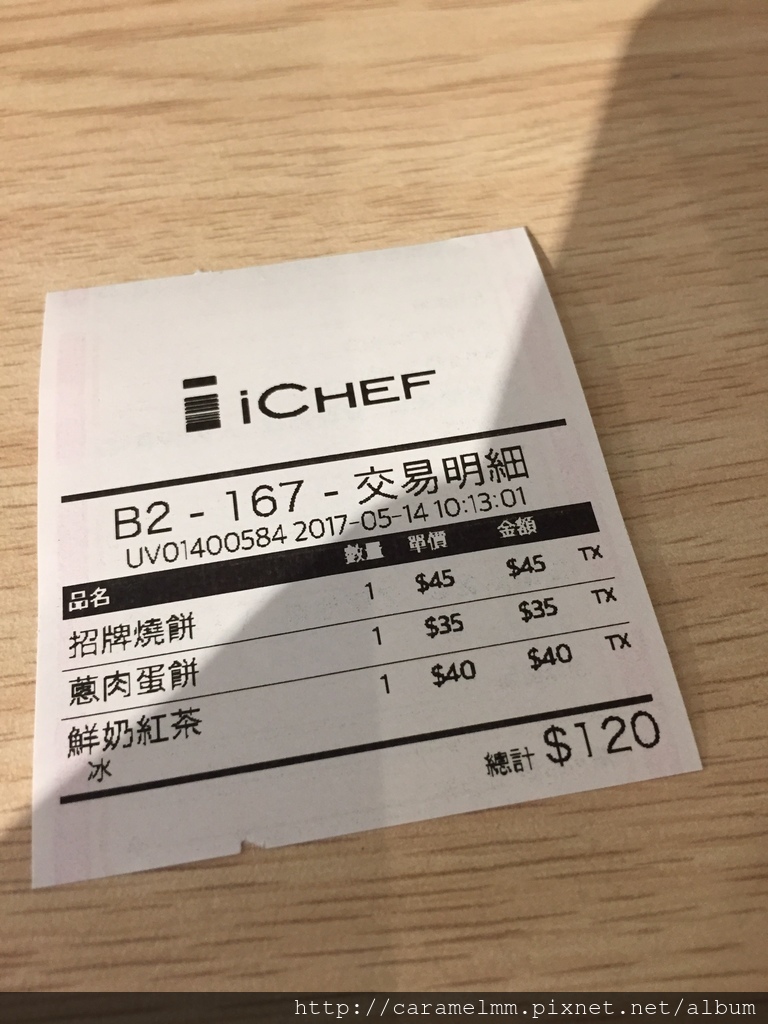 iCHEF
B2 - 167 - 交易明細
UV01400584 2017-05-14 10:13:01
品名 數量 單價 金額
招牌燒餅 1 $45 $45 TX
蔥肉蛋餅 1 $35 $35 TX
鮮奶紅茶 1 $40 $40 TX
冰
總計 $120
http://caramelmm.pixnet.net/album